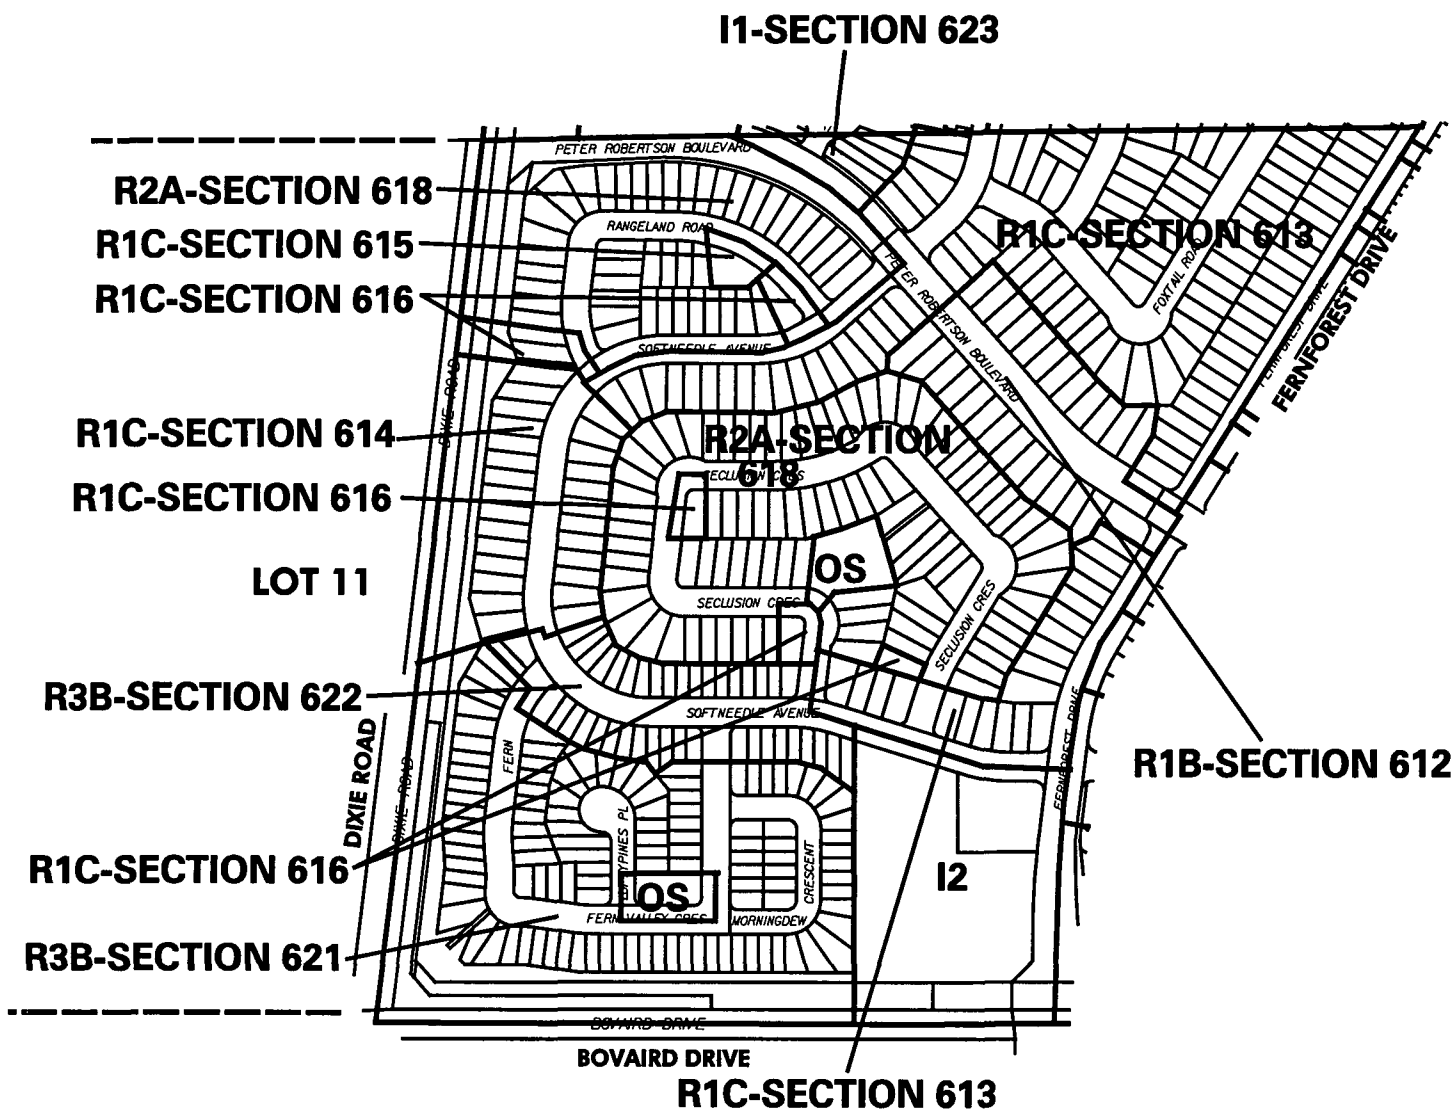 I1-SECTION 623
PETER ROBERTSON BOULEVARD
R2A-SECTION 618
RANGELAND ROAD
R1C-SECTION 615
R1C-SECTION 613
PETER ROBERTSON BOULEVARD
FOXTAIL ROAD
FERNFOREST DRIVE
FERNFOREST DRIVE
R1C-SECTION 616
SOFTNEEDLE AVENUE
DIXIE ROAD
R1C-SECTION 614
R2A-SECTION
618
SECLUSION CRES
R1C-SECTION 616
OS
LOT 11
SECLUSION CRES
SECLUSION CRES
R3B-SECTION 622
SOFTNEEDLE AVENUE
FERNFOREST DRIVE
R1B-SECTION 612
DIXIE ROAD
DIXIE ROAD
FERN
R1C-SECTION 616
PINES PL
CRESCENT
I2
OS
FERN VALLEY CRES
MORNINGDEW
R3B-SECTION 621
BOVAIRD DRIVE
BOVAIRD DRIVE
R1C-SECTION 613